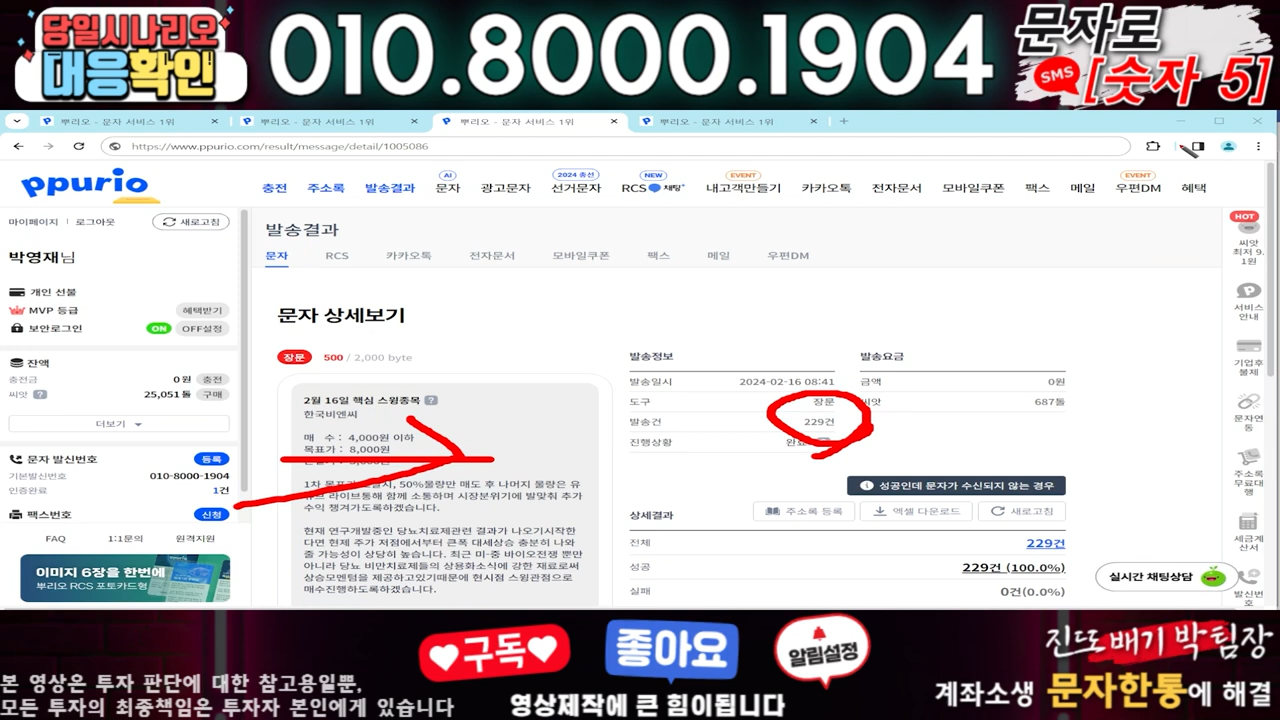 당일시나리오
대응확인
010.8000.1904
문자로
SMS [숫자 5]
뿌리오 - 문자 서비스 1위
뿌리오 - 문자 서비스 1위
뿌리오 - 문자 서비스 1위
뿌리오 - 문자 서비스 1위
https://www.ppurio.com/result/message/detail/1005086
ppurio
충전 주소록 발송결과 AI 문자 광고문자 2024 총선 선거문자 NEW RCS 채팅+ EVENT 내고객만들기 카카오톡 전자문서 모바일쿠폰 팩스 메일 EVENT 우편DM 혜택
마이페이지 | 로그아웃 새로고침
박영재님
개인 선불
MVP 등급 혜택받기
보안로그인 ON OFF설정
잔액
충전금 0원 충전
씨앗 ? 25,051톨 구매
더보기
문자 발신번호 등록
기본발신번호 010-8000-1904
인증완료 1건
팩스번호 신청
FAQ 1:1문의 원격지원
이미지 6장을 한번에
뿌리오 RCS 포토카드형
발송결과
문자 RCS 카카오톡 전자문서 모바일쿠폰 팩스 메일 우편DM
문자 상세보기
장문 500 / 2,000 byte
2월 16일 핵심 스윙종목 ?
한국비엔씨
매 수 : 4,000원 이하
목표가 : 8,000원
1차 목표가 50%물량만 매도 후 나머지 물량은 유
라이브통해 함께 소통하며 시장분위기에 발맞춰 추가
수익 챙겨가도록하겠습니다.
현재 연구개발중인 당뇨치료제관련 결과가 나오기시작한
다면 현제 주가 저점에서부터 큰폭 대세상승 충분히 나와
줄 가능성이 상당히 높습니다. 최근 미-중 바이오전쟁 뿐만
아니라 당뇨 비만치료제들의 상용화소식에 강한 재료로써
상승모멘텀을 제공하고있기때문에 현시점 스윙관점으로
매수진행하도록하겠습니다.
발송정보
발송일시 2024-02-16 08:41
도구 장문
발송건 229건
진행상황
발송요금
금액 0원
씨앗 687톨
성공인데 문자가 수신되지 않는 경우
상세결과 주소록 등록 엑셀 다운로드 새로고침
전체 229건
성공 229건 (100.0%)
실패 0건(0.0%)
HOT
씨앗
최저 9.
1원
서비스
안내
기업후
불제
문자연
동
주소록
무료대
행
세금계
산서
발신번
호
실시간 채팅상담
구독
좋아요
알림설정
영상제작에 큰 힘이됩니다
본 영상은 투자 판단에 대한 참고용일뿐,
모든 투자의 최종책임은 투자자 본인에게 있습니다
진또배기 박팀장
계좌소생 문자한통에 해결